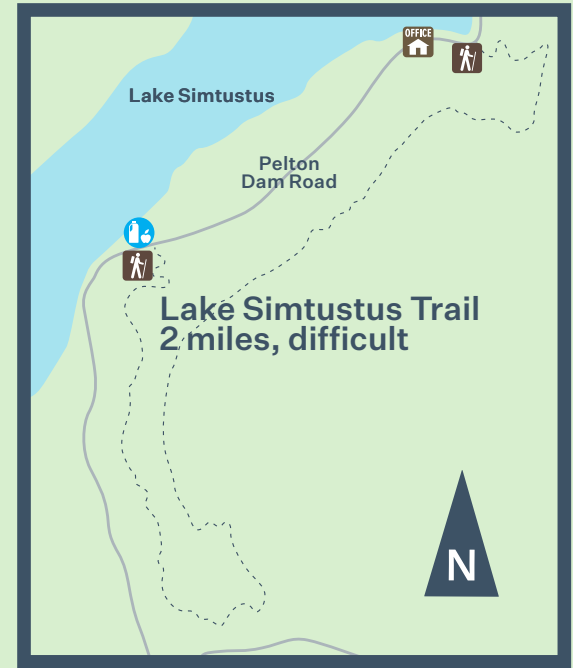 OFFICE
Lake Simtustus
Pelton
Dam Road
Lake Simtustus Trail
2 miles, difficult
N